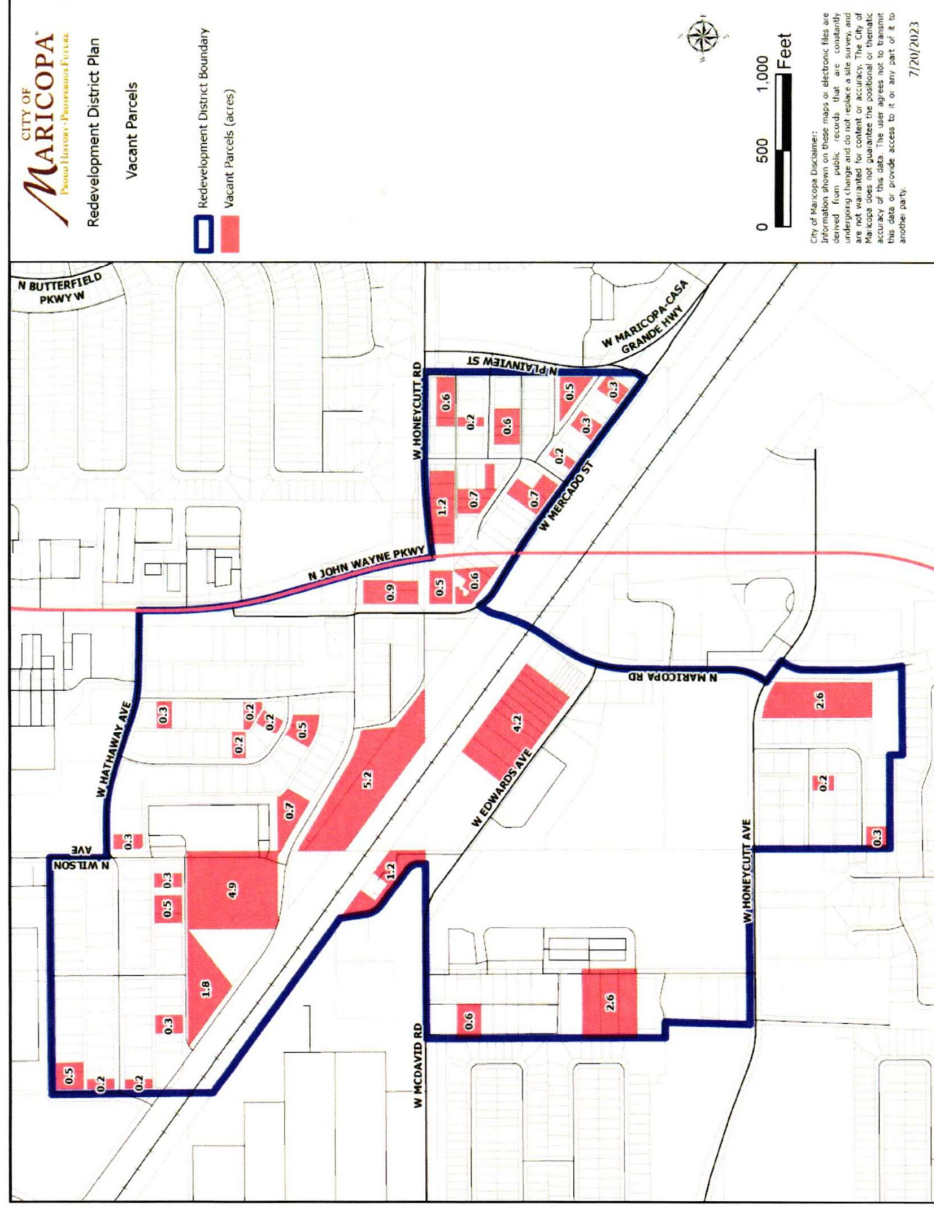 CITY OF
MARICOPA
PROUD HISTORY · PROSPEROUS FUTURE
Redevelopment District Plan
Vacant Parcels
Redevelopment District Boundary
Vacant Parcels (acres)
0 500 1,000
Feet
City of Maricopa Disclaimer:
Information shown on these maps or electronic files are
derived from public records that are constantly
undergoing change and do not replace a site survey, and
are not warranted for content or accuracy. The City of
Maricopa does not guarantee the positional or thematic
accuracy of this data. The user agrees not to transmit
this data or provide access to it or any part of it to
another party.
7/20/2023
N BUTTERFIELD
PKWY W
W HATHAWAY AVE
N WILSON
AVE
N JOHN WAYNE PKWY
W HONEYCUTT RD
N PLAINVIEW ST
W MARICOPA-CASA
GRANDE HWY
W MERCADO ST
W MCDAVID RD
W EDWARDS AVE
N MARICOPA RD
W HONEYCUTT AVE
0.5
0.2
0.2
0.3
0.5
0.3
0.3
1.8
4.9
0.3
0.2
0.2
0.2
0.5
0.7
5.2
1.2
0.9
0.5
0.6
1.2
0.7
0.6
0.2
0.6
0.5
0.3
0.3
0.2
0.7
4.2
0.6
2.6
2.6
0.2
0.3